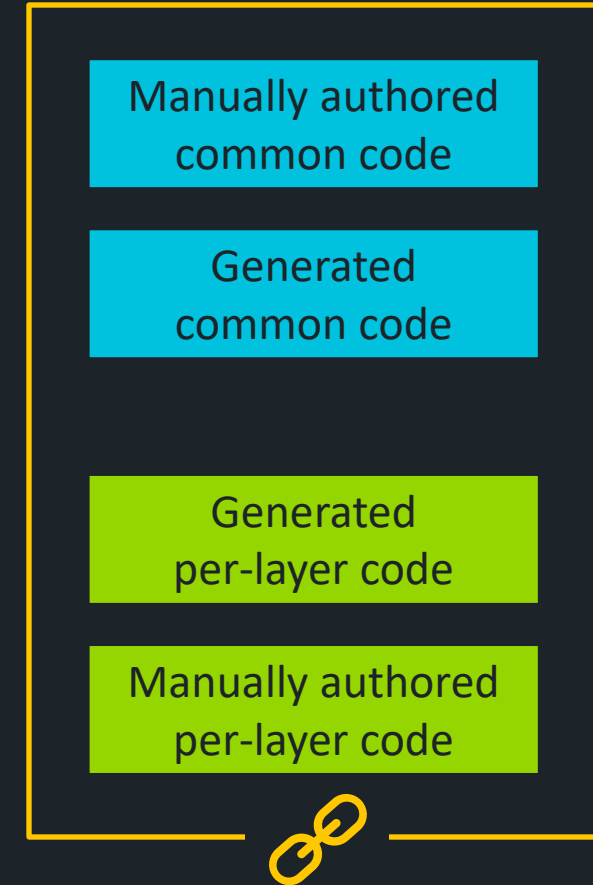 Manually authored
common code
Generated
common code
Generated
per-layer code
Manually authored
per-layer code